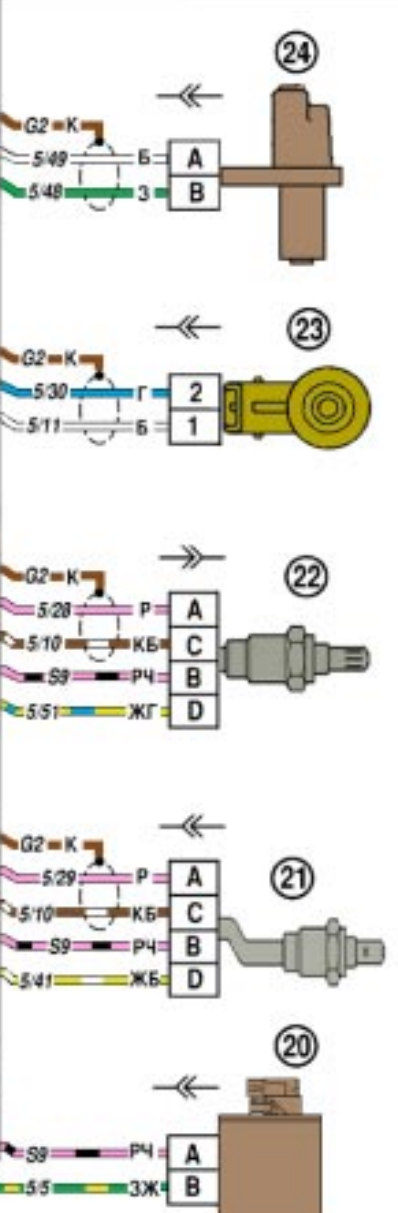 24
G2 К
5/49 Б A
5/48 З B
23
G2 К
5/30 Г 2
5/11 Б 1
22
G2 К
5/28 Р A
5/10 КБ C
S9 РЧ B
5/51 ЖГ D
21
G2 К
5/29 Р A
5/10 КБ C
S9 РЧ B
5/41 ЖБ D
20
S9 РЧ A
5/5 ЗЖ B